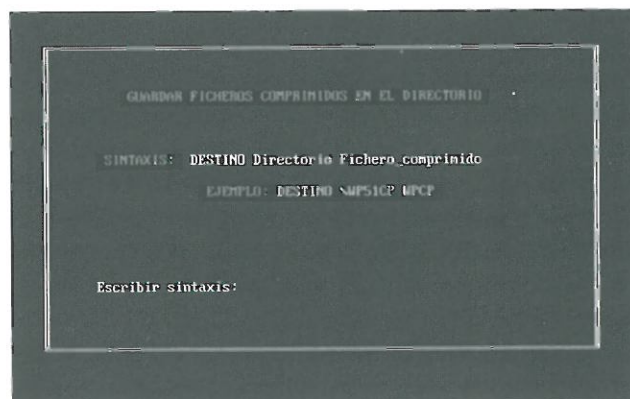 GUARDAR FICHEROS COMPRIMIDOS EN EL DIRECTORIO
SINTAXIS: DESTINO Directorio Fichero_comprimido
EJEMPLO: DESTINO \WP51CP WPCP
Escribir sintaxis: